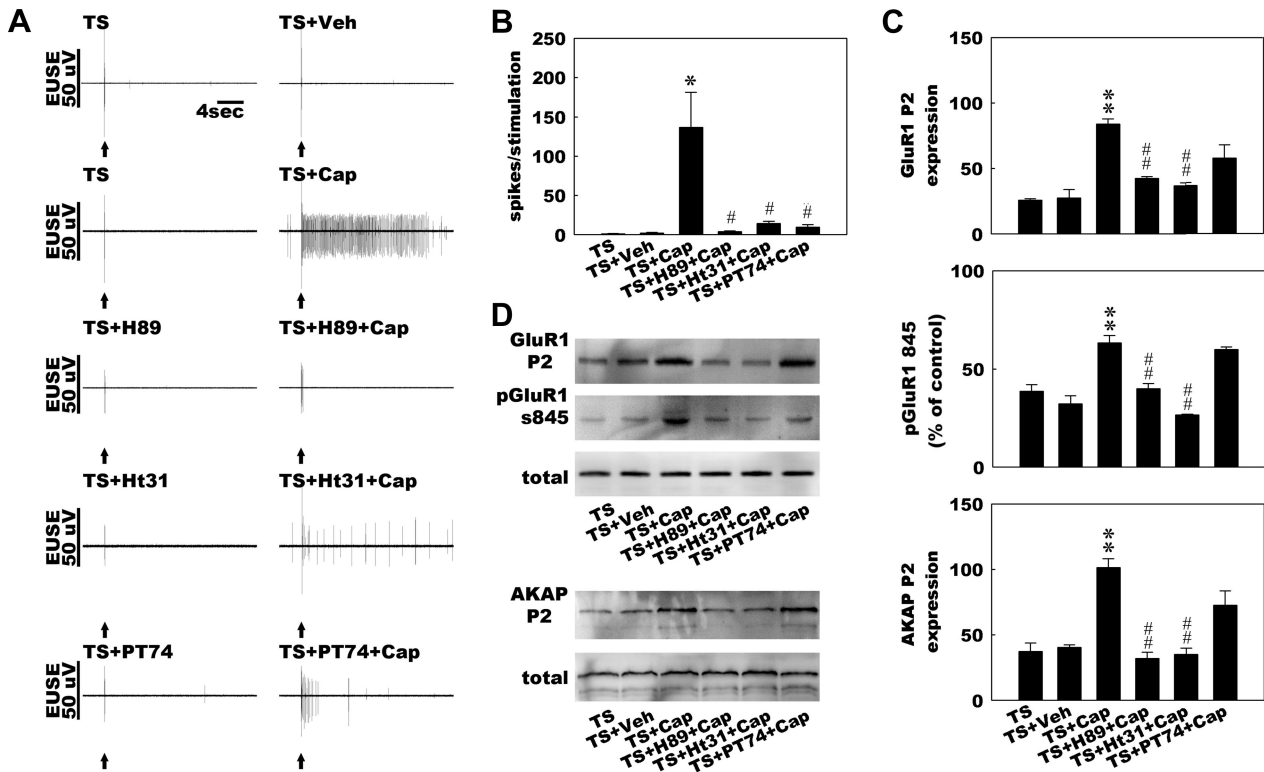 A
TS
TS+Veh
EUSE
50 uV
4sec
TS
TS+Cap
EUSE
50 uV
TS+H89
TS+H89+Cap
EUSE
50 uV
TS+Ht31
TS+Ht31+Cap
EUSE
50 uV
TS+PT74
TS+PT74+Cap
EUSE
50 uV
B
spikes/stimulation
250
200
150
100
50
0
*
#
#
#
TS
TS+Veh
TS+Cap
TS+H89+Cap
TS+Ht31+Cap
TS+PT74+Cap
D
GluR1
P2
pGluR1
s845
total
TS
TS+Veh
TS+Cap
TS+H89+Cap
TS+Ht31+Cap
TS+PT74+Cap
AKAP
P2
total
TS
TS+Veh
TS+Cap
TS+H89+Cap
TS+Ht31+Cap
TS+PT74+Cap
C
GluR1 P2
expression
150
100
50
0
**
##
##
pGluR1 845
(% of control)
100
50
0
**
##
##
AKAP P2
expression
150
100
50
0
**
##
##
TS
TS+Veh
TS+Cap
TS+H89+Cap
TS+Ht31+Cap
TS+PT74+Cap